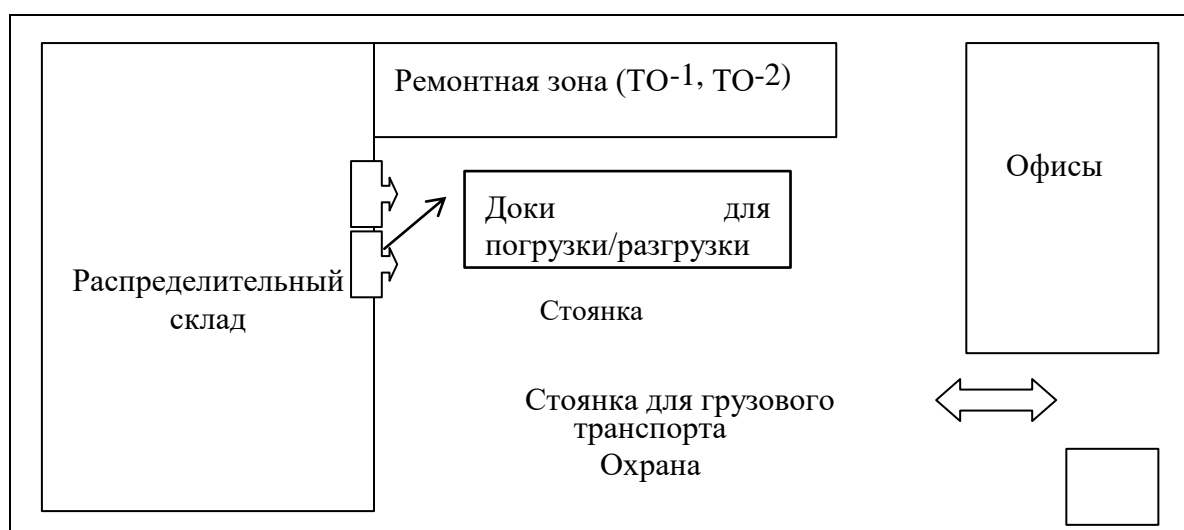 Ремонтная зона (ТО-1, ТО-2)
Офисы
Доки для
погрузки/разгрузки
Распределительный
склад
Стоянка
Стоянка для грузового
транспорта
Охрана